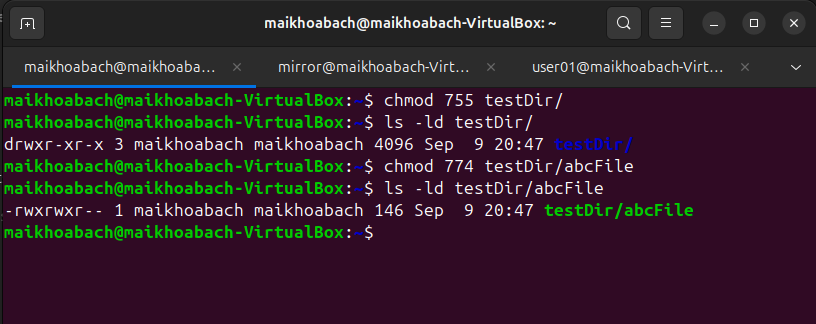 maikhoabach@maikhoabach-VirtualBox: ~
maikhoabach@maikhoaba... × mirror@maikhoabach-Virt... × user01@maikhoabach-Virt... ×
maikhoabach@maikhoabach-VirtualBox:~$ chmod 755 testDir/
maikhoabach@maikhoabach-VirtualBox:~$ ls -ld testDir/
drwxr-xr-x 3 maikhoabach maikhoabach 4096 Sep  9 20:47 testDir/
maikhoabach@maikhoabach-VirtualBox:~$ chmod 774 testDir/abcFile
maikhoabach@maikhoabach-VirtualBox:~$ ls -ld testDir/abcFile
-rwxrwxr-- 1 maikhoabach maikhoabach 146 Sep  9 20:47 testDir/abcFile
maikhoabach@maikhoabach-VirtualBox:~$